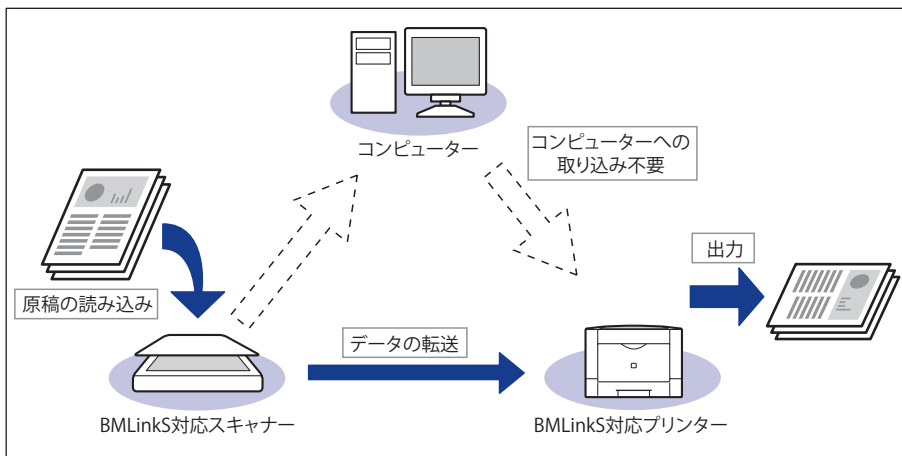 コンピューター
コンピューターへの
取り込み不要
出力
原稿の読み込み
データの転送
BMLinkS対応スキャナー
BMLinkS対応プリンター